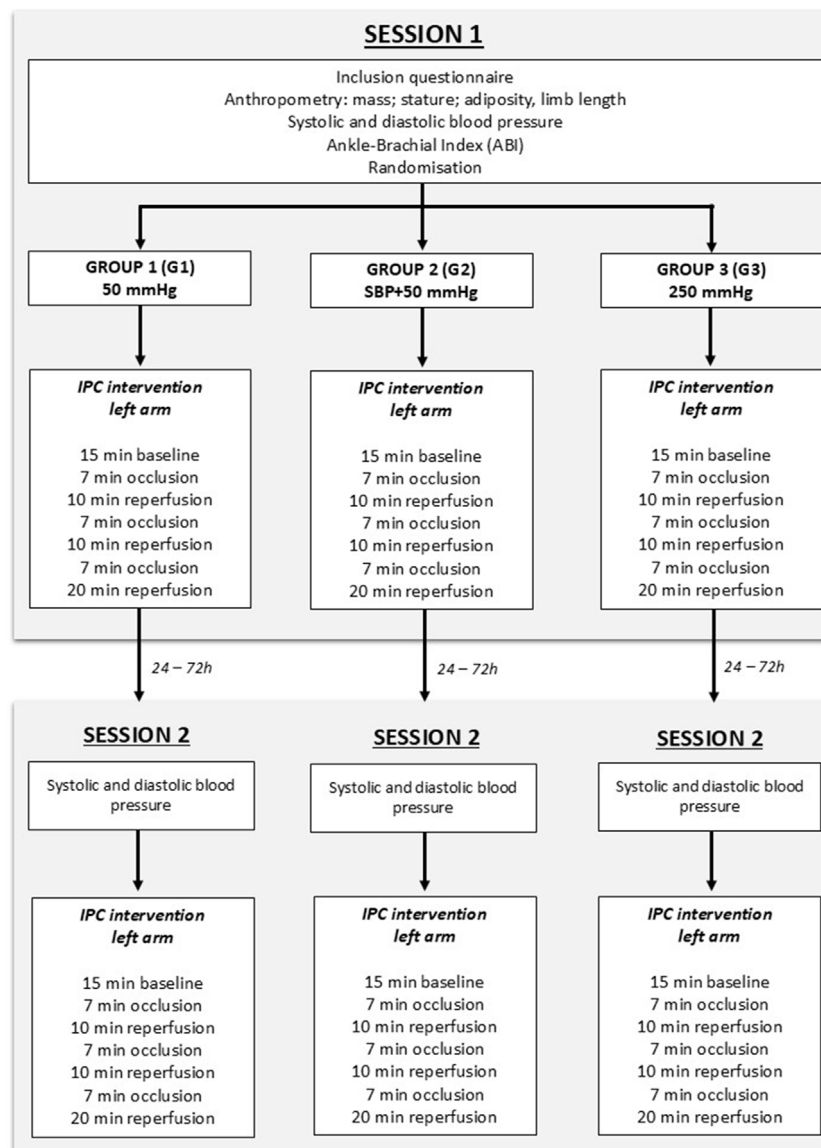 SESSION 1
Inclusion questionnaire
Anthropometry: mass; stature; adiposity, limb length
Systolic and diastolic blood pressure
Ankle-Brachial Index (ABI)
Randomisation
GROUP 1 (G1)
50 mmHg
GROUP 2 (G2)
SBP+50 mmHg
GROUP 3 (G3)
250 mmHg
IPC intervention
left arm
15 min baseline
7 min occlusion
10 min reperfusion
7 min occlusion
10 min reperfusion
7 min occlusion
20 min reperfusion
IPC intervention
left arm
15 min baseline
7 min occlusion
10 min reperfusion
7 min occlusion
10 min reperfusion
7 min occlusion
20 min reperfusion
IPC intervention
left arm
15 min baseline
7 min occlusion
10 min reperfusion
7 min occlusion
10 min reperfusion
7 min occlusion
20 min reperfusion
24 – 72h
24 – 72h
24 – 72h
SESSION 2
Systolic and diastolic blood
pressure
IPC intervention
left arm
15 min baseline
7 min occlusion
10 min reperfusion
7 min occlusion
10 min reperfusion
7 min occlusion
20 min reperfusion
SESSION 2
Systolic and diastolic blood
pressure
IPC intervention
left arm
15 min baseline
7 min occlusion
10 min reperfusion
7 min occlusion
10 min reperfusion
7 min occlusion
20 min reperfusion
SESSION 2
Systolic and diastolic blood
pressure
IPC intervention
left arm
15 min baseline
7 min occlusion
10 min reperfusion
7 min occlusion
10 min reperfusion
7 min occlusion
20 min reperfusion